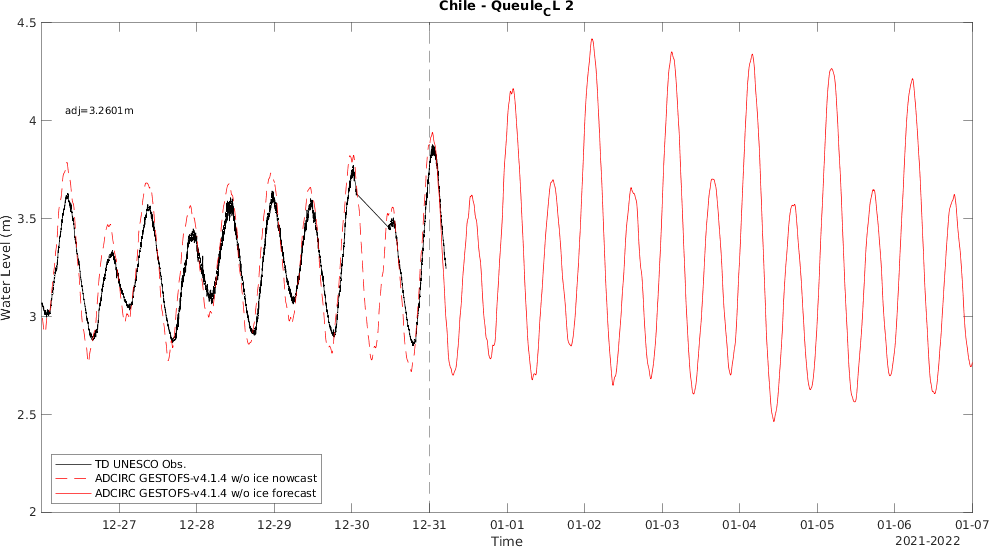 Chile - Queule_CL 2
4.5
4
3.5
3
2.5
2
Water Level (m)
adj=3.2601m
TD UNESCO Obs.
ADCIRC GESTOFS-v4.1.4 w/o ice nowcast
ADCIRC GESTOFS-v4.1.4 w/o ice forecast
12-27 12-28 12-29 12-30 12-31 01-01 01-02 01-03 01-04 01-05 01-06 01-07
Time
2021-2022